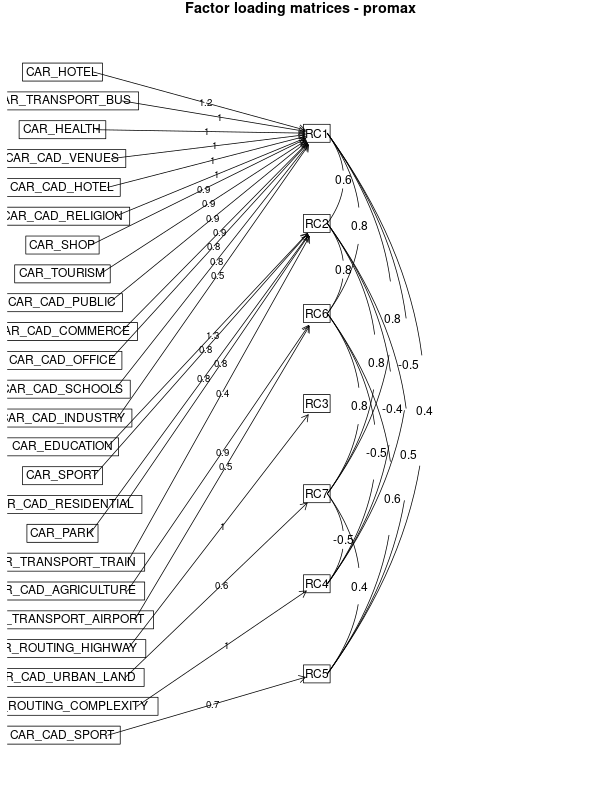 Factor loading matrices - promax
CAR_HOTEL
AR_TRANSPORT_BUS
CAR_HEALTH
CAR_CAD_VENUES
CAR_CAD_HOTEL
CAR_CAD_RELIGION
CAR_SHOP
CAR_TOURISM
CAR_CAD_PUBLIC
AR_CAD_COMMERCE
CAR_CAD_OFFICE
CAR_CAD_SCHOOLS
CAR_CAD_INDUSTRY
CAR_EDUCATION
CAR_SPORT
R_CAD_RESIDENTIAL
CAR_PARK
R_TRANSPORT_TRAIN
R_CAD_AGRICULTURE
_TRANSPORT_AIRPORT
R_ROUTING_HIGHWAY
R_CAD_URBAN_LAND
ROUTING_COMPLEXITY
CAR_CAD_SPORT
1.2
1
1
1
1
1
0.9
0.9
0.9
0.9
0.8
0.8
0.5
1.3
0.8
0.8
0.8
0.4
0.9
0.5
1
0.6
1
0.7
RC1
RC2
RC6
RC3
RC7
RC4
RC5
0.6
0.8
0.8
0.8
0.8
-0.5
0.8
-0.4
0.4
-0.5
0.5
0.6
-0.5
0.4